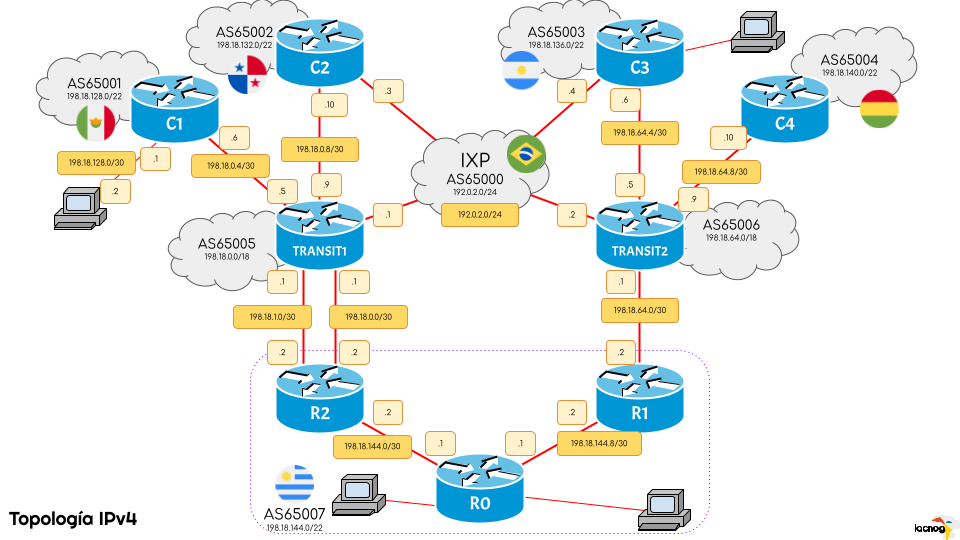 AS65002
198.18.132.0/22
C2
AS65003
198.18.136.0/22
C3
AS65004
198.18.140.0/22
C4
AS65001
198.18.128.0/22
C1
.3
.4
.10
.6
.6
.10
198.18.128.0/30
.1
.2
198.18.0.4/30
198.18.0.8/30
198.18.64.4/30
198.18.64.8/30
IXP
AS65000
192.0.2.0/24
192.0.2.0/24
.5
.9
.1
.2
.5
.9
AS65005
198.18.0.0/18
TRANSIT1
TRANSIT2
AS65006
198.18.64.0/18
.1
.1
.1
198.18.1.0/30
198.18.0.0/30
198.18.64.0/30
.2
.2
.2
R2
R1
.2
.2
198.18.144.0/30
.1
.1
198.18.144.8/30
R0
AS65007
198.18.144.0/22
Topología IPv4
lacnog